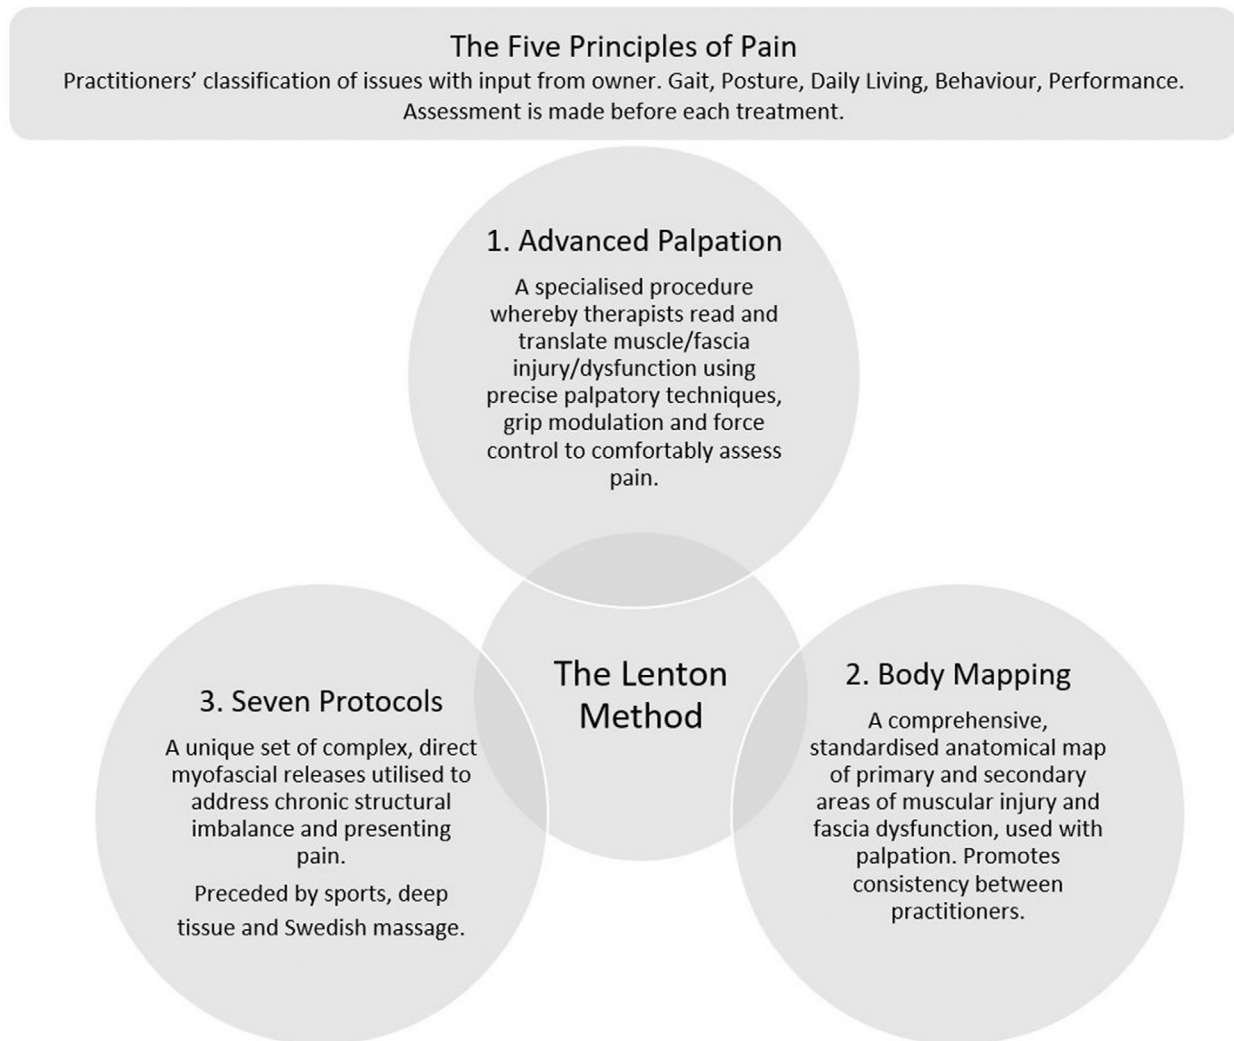 The Five Principles of Pain
Practitioners’ classification of issues with input from owner. Gait, Posture, Daily Living, Behaviour, Performance.
Assessment is made before each treatment.
1. Advanced Palpation
A specialised procedure
whereby therapists read and
translate muscle/fascia
injury/dysfunction using
precise palpatory techniques,
grip modulation and force
control to comfortably assess
pain.
The Lenton
Method
2. Body Mapping
A comprehensive,
standardised anatomical map
of primary and secondary
areas of muscular injury and
fascia dysfunction, used with
palpation. Promotes
consistency between
practitioners.
3. Seven Protocols
A unique set of complex, direct
myofascial releases utilised to
address chronic structural
imbalance and presenting
pain.
Preceded by sports, deep
tissue and Swedish massage.